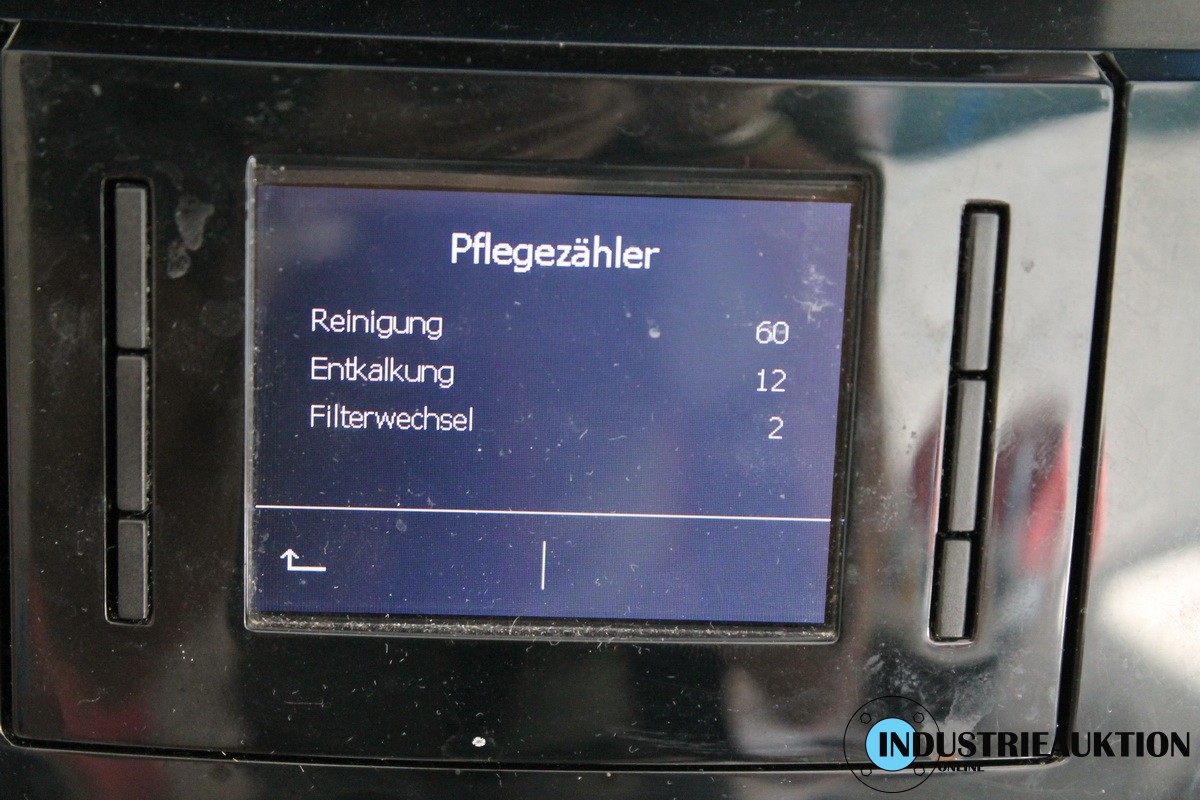 Pflegezähler
Reinigung 60
Entkalkung 12
Filterwechsel 2
INDUSTRIEAUKTION
ONLINE